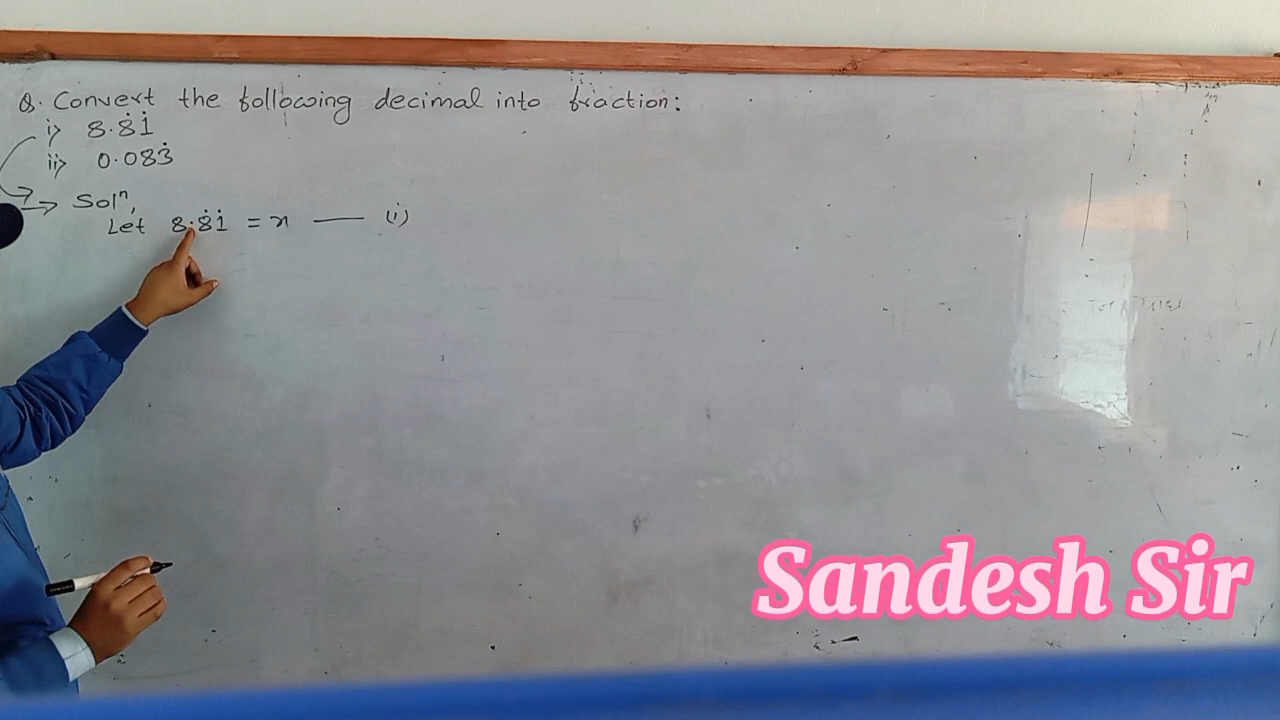 Q. Convert the following decimal into fraction:
i> 8.8̇1̇
ii> 0.083̇
Solⁿ,
Let 8.8̇1̇ = x —— (i)
Sandesh Sir